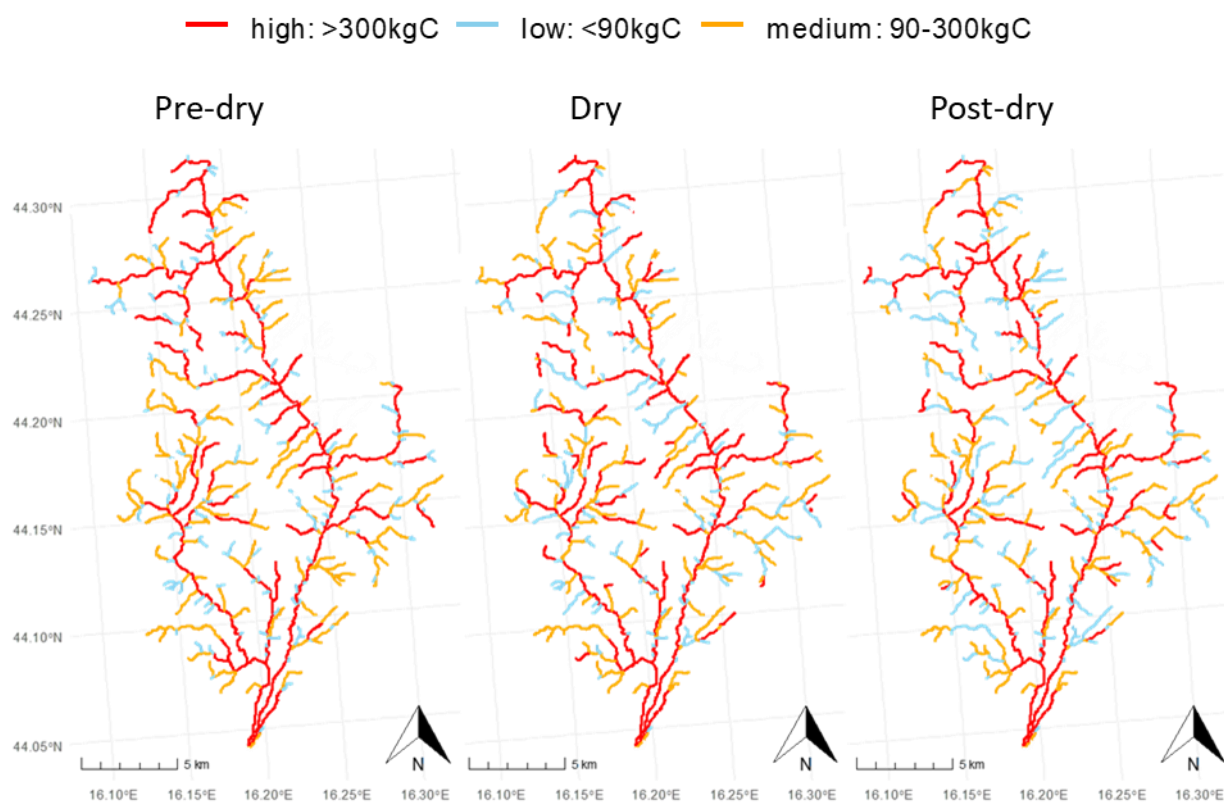 high: >300kgC low: <90kgC medium: 90-300kgC
Pre-dry Dry Post-dry
44.30°N
44.25°N
44.20°N
44.15°N
44.10°N
44.05°N
N N N
5 km 5 km 5 km
16.10°E 16.15°E 16.20°E 16.25°E 16.30°E 16.10°E 16.15°E 16.20°E 16.25°E 16.30°E 16.10°E 16.15°E 16.20°E 16.25°E 16.30°E